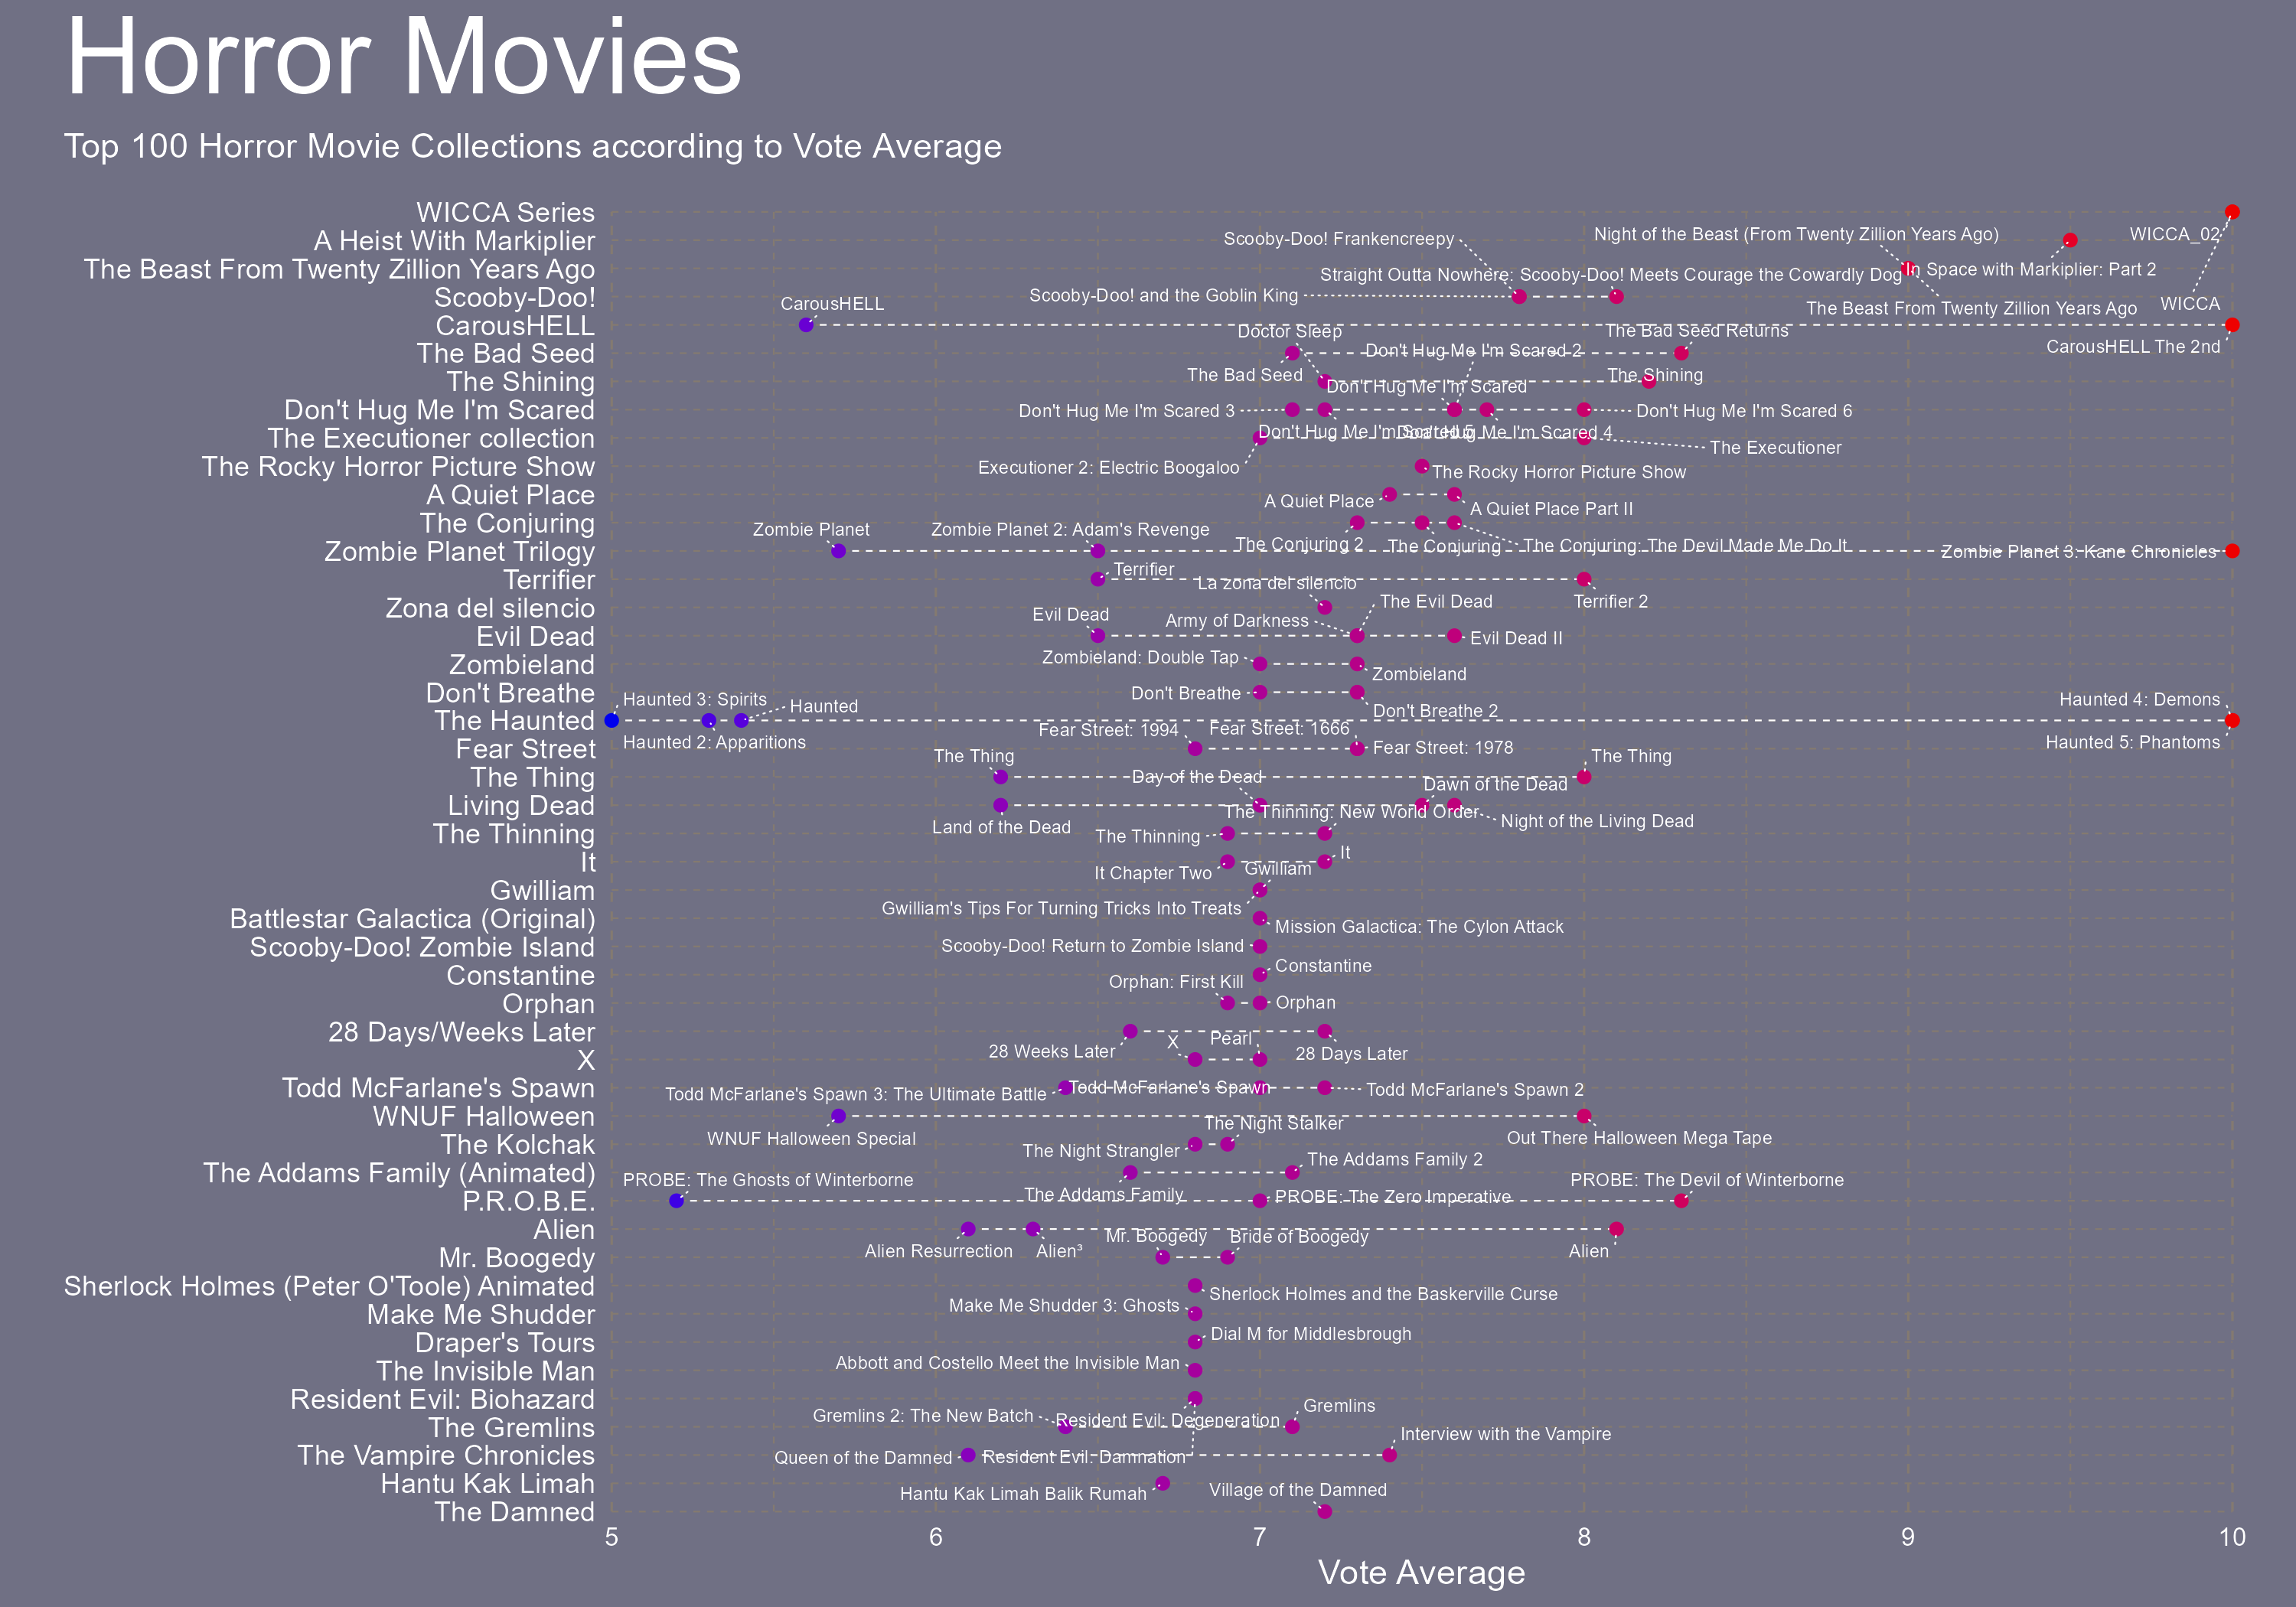 Horror Movies
Top 100 Horror Movie Collections according to Vote Average
WICCA Series
A Heist With Markiplier
The Beast From Twenty Zillion Years Ago
Scooby-Doo!
CarousHELL
The Bad Seed
The Shining
Don't Hug Me I'm Scared
The Executioner collection
The Rocky Horror Picture Show
A Quiet Place
The Conjuring
Zombie Planet Trilogy
Terrifier
Zona del silencio
Evil Dead
Zombieland
Don't Breathe
The Haunted
Fear Street
The Thing
Living Dead
The Thinning
It
Gwilliam
Battlestar Galactica (Original)
Scooby-Doo! Zombie Island
Constantine
Orphan
28 Days/Weeks Later
X
Todd McFarlane's Spawn
WNUF Halloween
The Kolchak
The Addams Family (Animated)
P.R.O.B.E.
Alien
Mr. Boogedy
Sherlock Holmes (Peter O'Toole) Animated
Make Me Shudder
Draper's Tours
The Invisible Man
Resident Evil: Biohazard
The Gremlins
The Vampire Chronicles
Hantu Kak Limah
The Damned
Night of the Beast (From Twenty Zillion Years Ago)
WICCA_02
Scooby-Doo! Frankencreepy
In Space with Markiplier: Part 2
Straight Outta Nowhere: Scooby-Doo! Meets Courage the Cowardly Dog
Scooby-Doo! and the Goblin King
WICCA
CarousHELL
The Beast From Twenty Zillion Years Ago
Doctor Sleep
The Bad Seed Returns
CarousHELL The 2nd
Don't Hug Me I'm Scared 2
The Bad Seed
The Shining
Don't Hug Me I'm Scared
Don't Hug Me I'm Scared 3
Don't Hug Me I'm Scared 6
Don't Hug Me I'm Scared 5
Don't Hug Me I'm Scared 4
The Executioner
Executioner 2: Electric Boogaloo
The Rocky Horror Picture Show
A Quiet Place
A Quiet Place Part II
Zombie Planet
Zombie Planet 2: Adam's Revenge
The Conjuring 2
The Conjuring
The Conjuring: The Devil Made Me Do It
Zombie Planet 3: Kane Chronicles
Terrifier
La zona del silencio
The Evil Dead
Terrifier 2
Evil Dead
Army of Darkness
Evil Dead II
Zombieland: Double Tap
Zombieland
Don't Breathe
Haunted 3: Spirits
Haunted
Don't Breathe 2
Haunted 4: Demons
Fear Street: 1994
Fear Street: 1666
Haunted 2: Apparitions
Haunted 5: Phantoms
Fear Street: 1978
The Thing
The Thing
Day of the Dead
Dawn of the Dead
The Thinning: New World Order
Night of the Living Dead
Land of the Dead
The Thinning
It
It Chapter Two
Gwilliam
Gwilliam's Tips For Turning Tricks Into Treats
Mission Galactica: The Cylon Attack
Scooby-Doo! Return to Zombie Island
Constantine
Orphan: First Kill
Orphan
Pearl
X
28 Weeks Later
28 Days Later
Todd McFarlane's Spawn
Todd McFarlane's Spawn 3: The Ultimate Battle
Todd McFarlane's Spawn 2
The Night Stalker
WNUF Halloween Special
Out There Halloween Mega Tape
The Night Strangler
The Addams Family 2
PROBE: The Ghosts of Winterborne
PROBE: The Devil of Winterborne
The Addams Family
PROBE: The Zero Imperative
Mr. Boogedy
Bride of Boogedy
Alien Resurrection
Alien³
Alien
Sherlock Holmes and the Baskerville Curse
Make Me Shudder 3: Ghosts
Dial M for Middlesbrough
Abbott and Costello Meet the Invisible Man
Gremlins
Gremlins 2: The New Batch
Resident Evil: Degeneration
Interview with the Vampire
Queen of the Damned
Resident Evil: Damnation
Village of the Damned
Hantu Kak Limah Balik Rumah
5 6 7 8 9 10
Vote Average